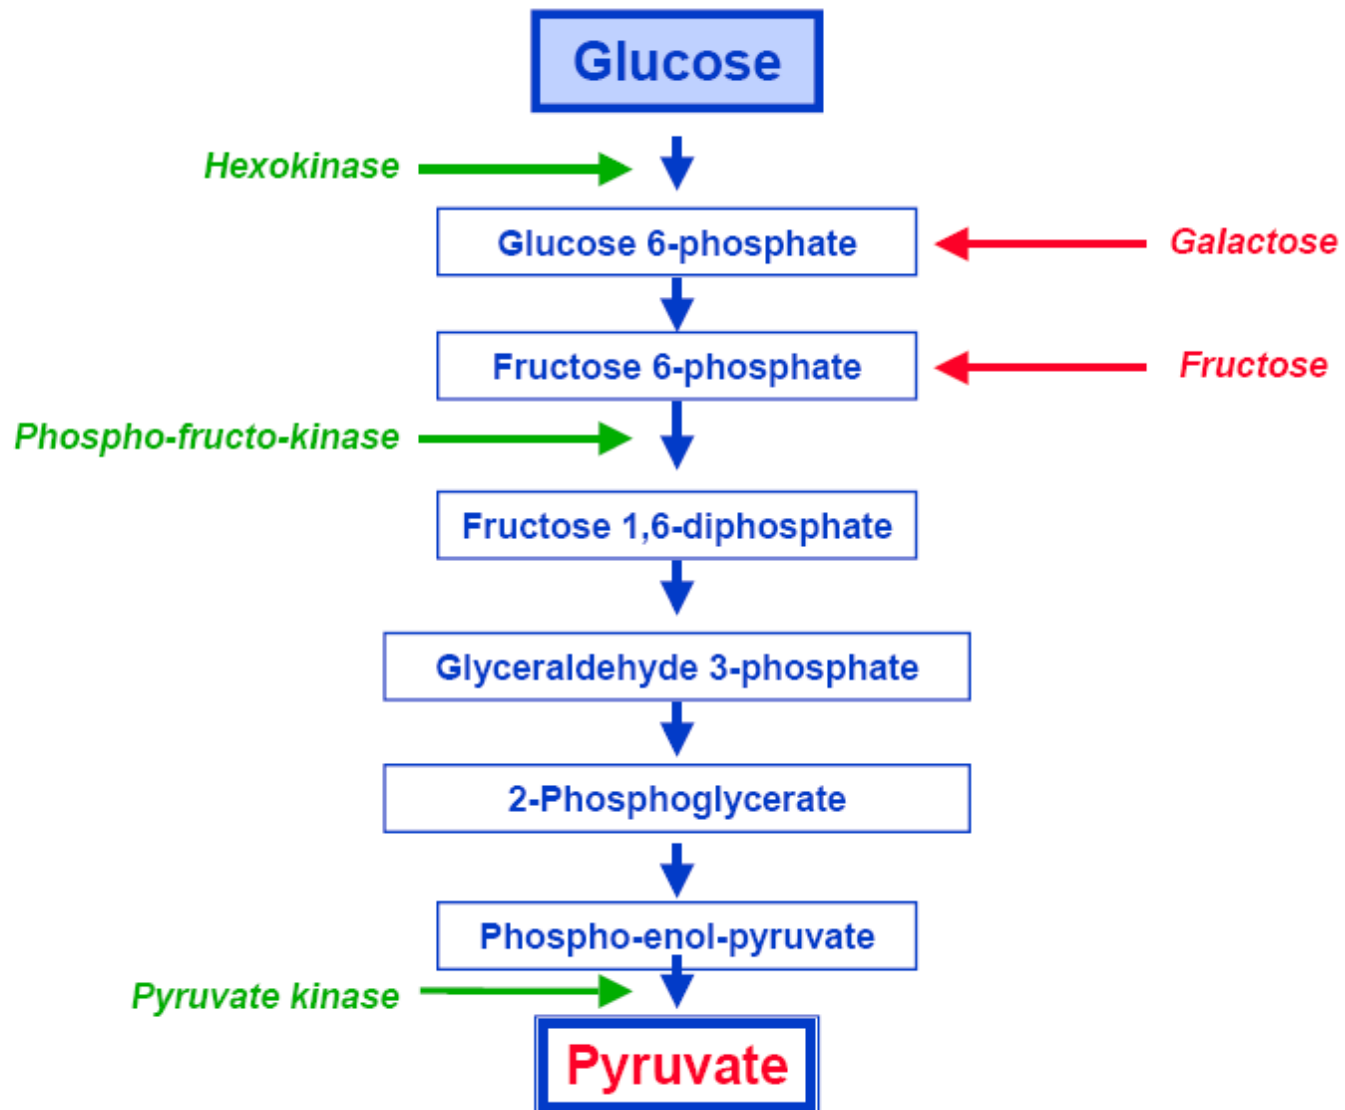 Glucose
Hexokinase
Glucose 6-phosphate
Galactose
Fructose 6-phosphate
Fructose
Phospho-fructo-kinase
Fructose 1,6-diphosphate
Glyceraldehyde 3-phosphate
2-Phosphoglycerate
Phospho-enol-pyruvate
Pyruvate kinase
Pyruvate